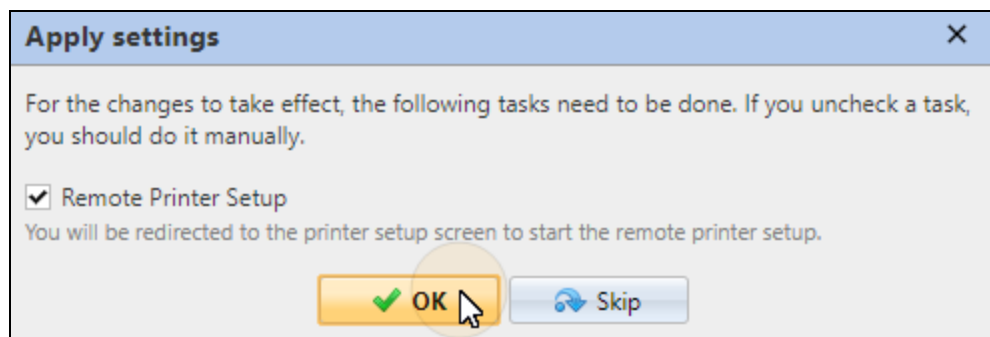 Apply settings
For the changes to take effect, the following tasks need to be done. If you uncheck a task,
you should do it manually.
Remote Printer Setup
You will be redirected to the printer setup screen to start the remote printer setup.
OK Skip